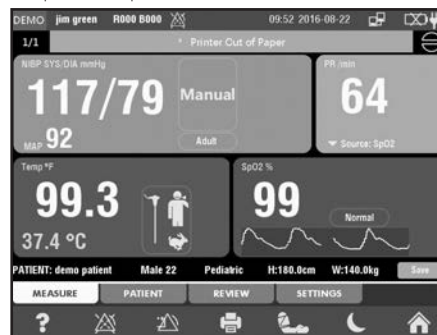 DEMO jim green R000 B000 09:52 2016-08-22
1/1 * Printer Out of Paper
NIBP SYS/DIA mmHg
117/79
Manual
MAP 92
Adult
PR /min
64
Source: SpO2
Temp °F
99.3
37.4 °C
SpO2 %
99
Normal
PATIENT: demo patient Male 22 Pediatric H:180.0cm W:140.0kg Save
MEASURE PATIENT REVIEW SETTINGS
?